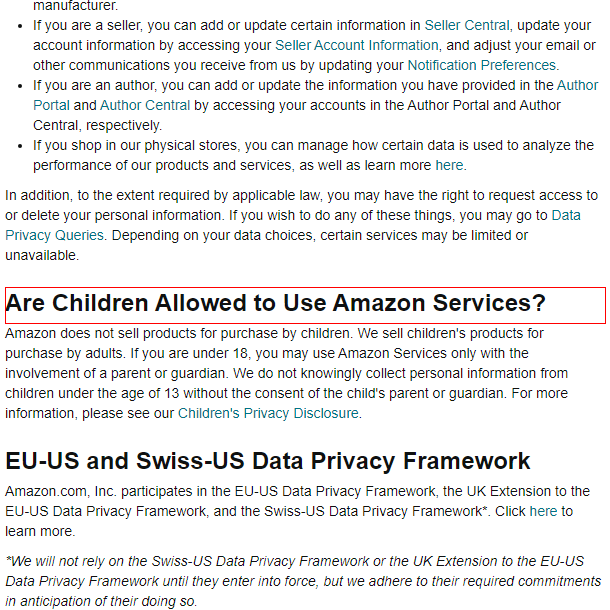 manufacturer.
• If you are a seller, you can add or update certain information in Seller Central, update your
account information by accessing your Seller Account Information, and adjust your email or
other communications you receive from us by updating your Notification Preferences.
• If you are an author, you can add or update the information you have provided in the Author
Portal and Author Central by accessing your accounts in the Author Portal and Author
Central, respectively.
• If you shop in our physical stores, you can manage how certain data is used to analyze the
performance of our products and services, as well as learn more here.
In addition, to the extent required by applicable law, you may have the right to request access to
or delete your personal information. If you wish to do any of these things, you may go to Data
Privacy Queries. Depending on your data choices, certain services may be limited or
unavailable.
Are Children Allowed to Use Amazon Services?
Amazon does not sell products for purchase by children. We sell children's products for
purchase by adults. If you are under 18, you may use Amazon Services only with the
involvement of a parent or guardian. We do not knowingly collect personal information from
children under the age of 13 without the consent of the child's parent or guardian. For more
information, please see our Children's Privacy Disclosure.
EU-US and Swiss-US Data Privacy Framework
Amazon.com, Inc. participates in the EU-US Data Privacy Framework, the UK Extension to the
EU-US Data Privacy Framework, and the Swiss-US Data Privacy Framework*. Click here to
learn more.
*We will not rely on the Swiss-US Data Privacy Framework or the UK Extension to the EU-US
Data Privacy Framework until they enter into force, but we adhere to their required commitments
in anticipation of their doing so.